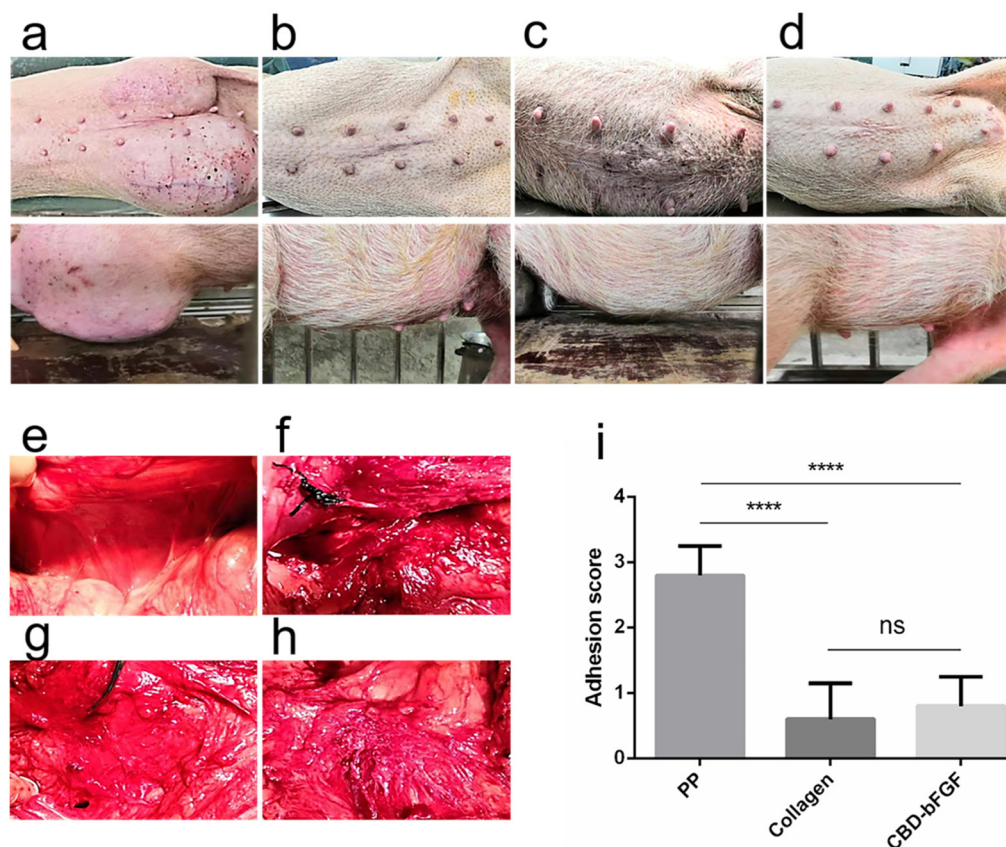 a
b
c
d
e
f
g
h
i
****
****
ns
Adhesion score
4
3
2
1
0
PP
Collagen
CBD-bFGF